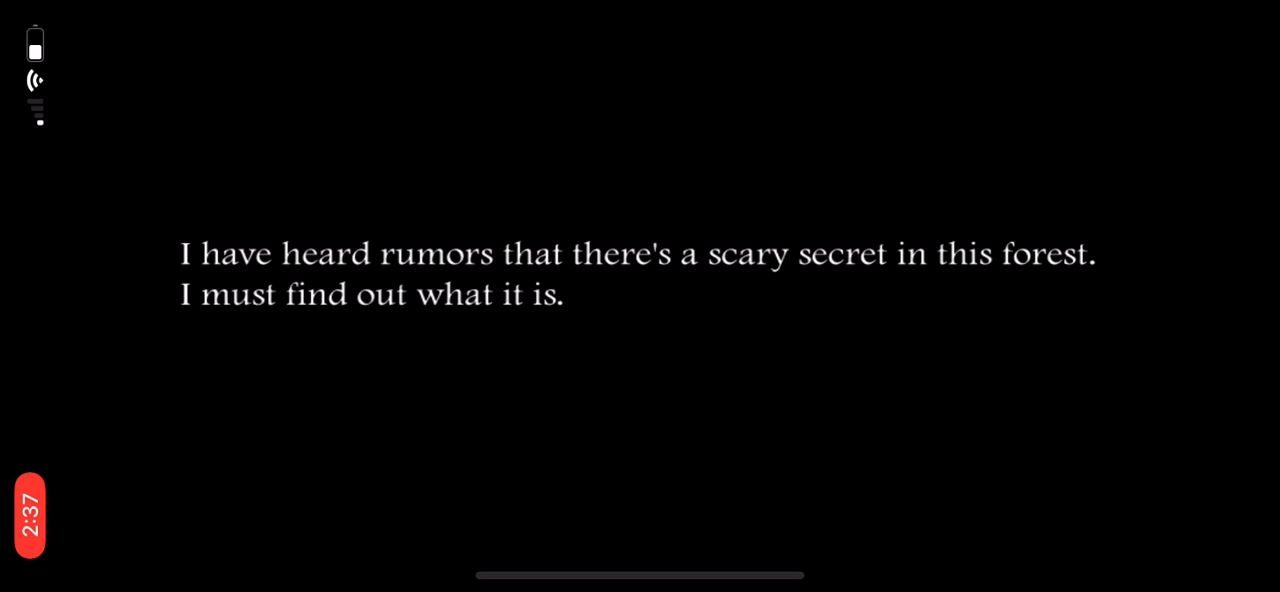 I have heard rumors that there's a scary secret in this forest.
I must find out what it is.
2:37